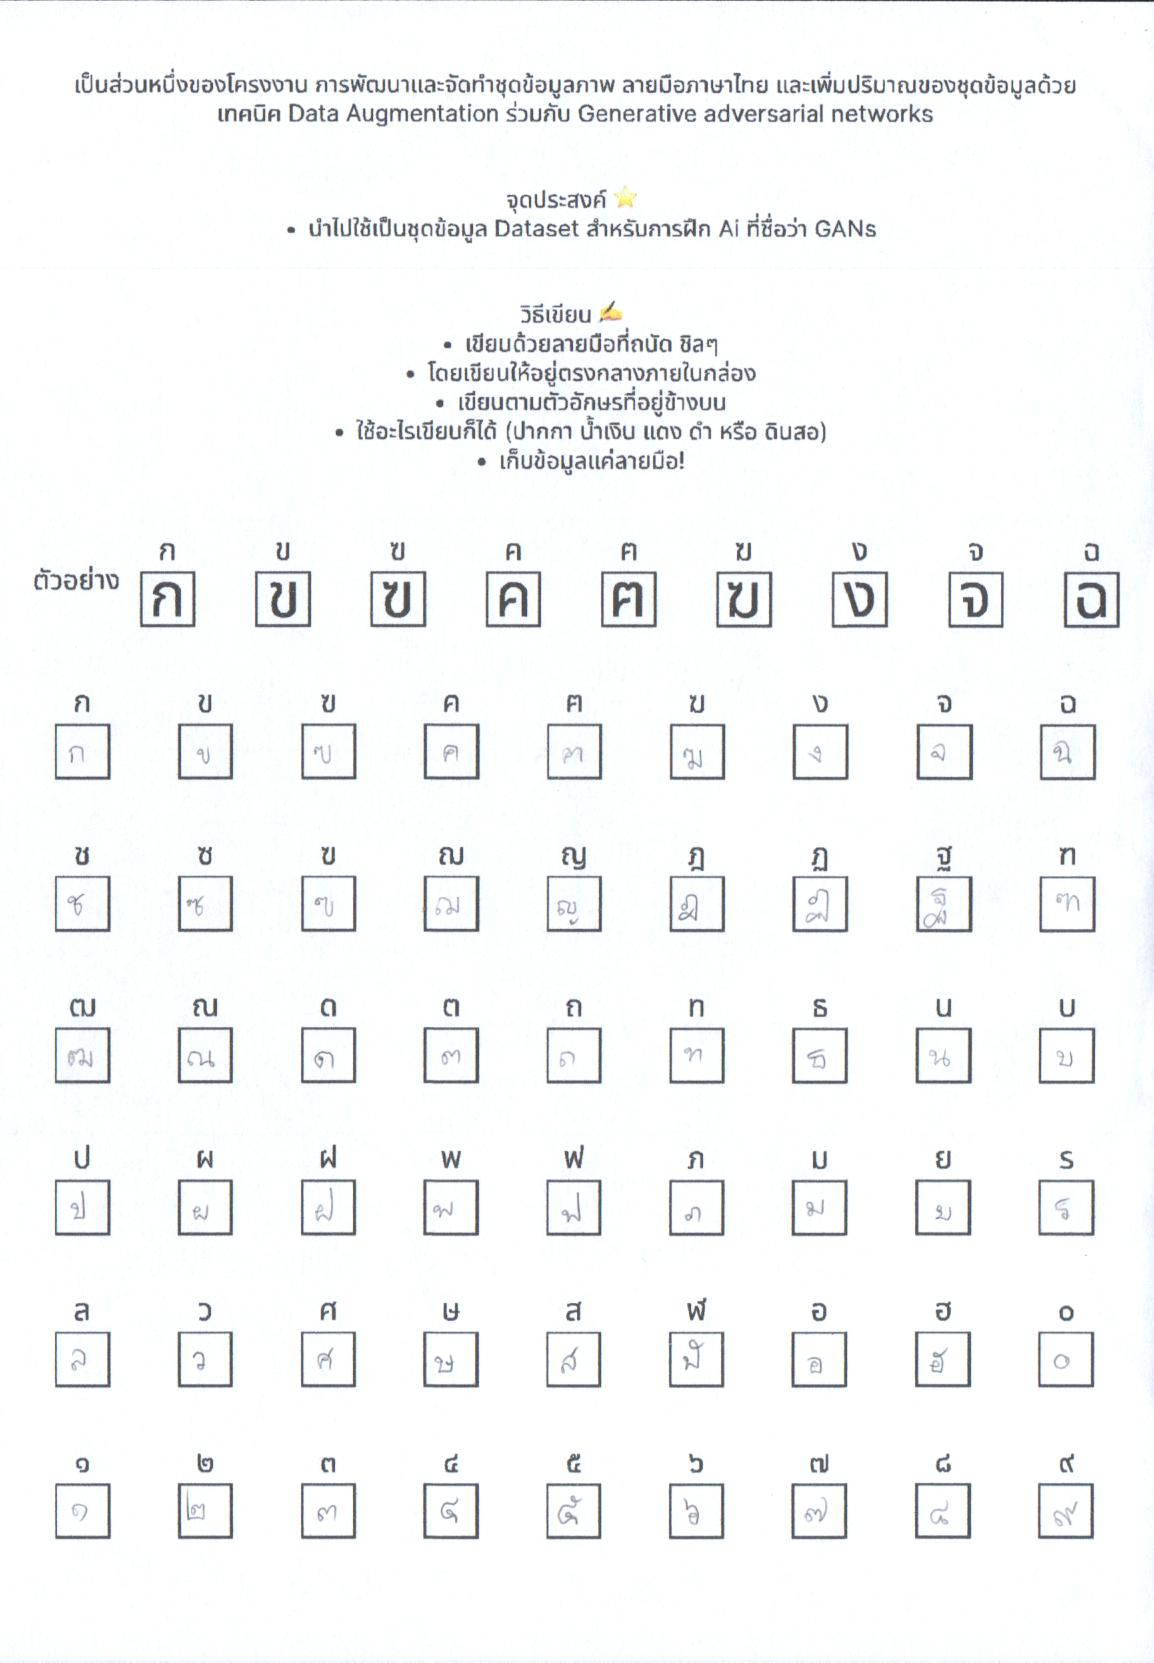 เป็นส่วนหนึ่งของโครงงาน การพัฒนาและจัดทำชุดข้อมูลภาพ ลายมือภาษาไทย และเพิ่มปริมาณของชุดข้อมูลด้วย
เทคนิค Data Augmentation ร่วมกับ Generative adversarial networks
จุดประสงค์ ⭐
• นำไปใช้เป็นชุดข้อมูล Dataset สำหรับการฝึก Ai ที่ชื่อว่า GANs
วิธีเขียน ✍️
• เขียนด้วยลายมือที่ถนัด ชิลๆ
• โดยเขียนให้อยู่ตรงกลางภายในกล่อง
• เขียนตามตัวอักษรที่อยู่ข้างบน
• ใช้อะไรเขียนก็ได้ (ปากกา น้ำเงิน แดง ดำ หรือ ดินสอ)
• เก็บข้อมูลแค่ลายมือ!
ก ข ฃ ค ฅ ฆ ง จ ฉ
ตัวอย่าง ก ข ฃ ค ฅ ฆ ง จ ฉ
ก ข ฃ ค ฅ ฆ ง จ ฉ
ก ข ฃ ค ฅ ฆ ง จ ฉ
ช ซ ฃ ฌ ญ ฎ ฏ ฐ ฑ
ช ซ ฃ ฌ ญ ฎ ฏ ฐ ฑ
ฒ ณ ด ต ถ ท ธ น บ
ฒ ณ ด ต ถ ท ธ น บ
ป ผ ฝ พ ฟ ภ ม ย ร
ป ผ ฝ พ ฟ ภ ม ย ร
ล ว ศ ษ ส ฬ อ ฮ ๐
ล ว ศ ษ ส ฬ อ ฮ ๐
๑ ๒ ๓ ๔ ๕ ๖ ๗ ๘ ๙
๑ ๒ ๓ ๔ ๕ ๖ ๗ ๘ ๙